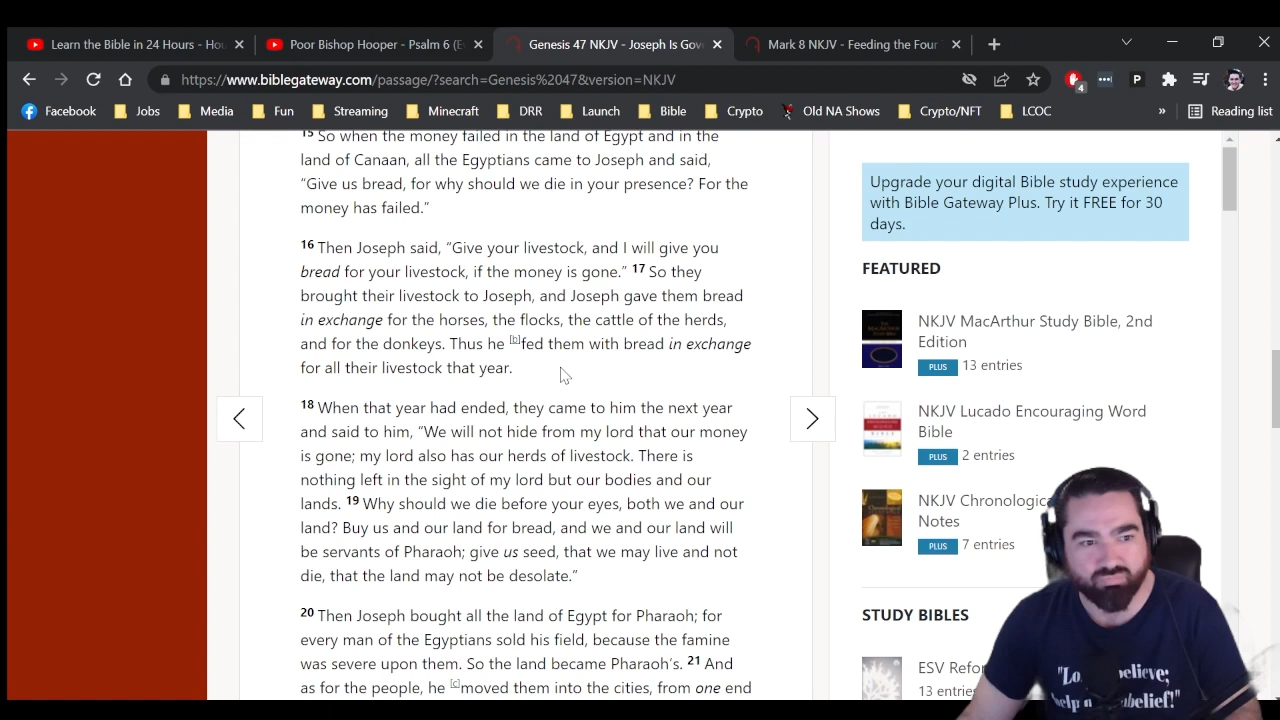 Learn the Bible in 24 Hours - Hou
Poor Bishop Hooper - Psalm 6 (E
Genesis 47 NKJV - Joseph Is Gov
Mark 8 NKJV - Feeding the Four T
https://www.biblegateway.com/passage/?search=Genesis%2047&version=NKJV
4
P
Facebook Jobs Media Fun Streaming Minecraft DRR Launch Bible Crypto Old NA Shows Crypto/NFT LCOC » Reading list
15 So when the money failed in the land of Egypt and in the
land of Canaan, all the Egyptians came to Joseph and said,
“Give us bread, for why should we die in your presence? For the
money has failed.”
16 Then Joseph said, “Give your livestock, and I will give you
bread for your livestock, if the money is gone.” 17 So they
brought their livestock to Joseph, and Joseph gave them bread
in exchange for the horses, the flocks, the cattle of the herds,
and for the donkeys. Thus he [b]fed them with bread in exchange
for all their livestock that year.
18 When that year had ended, they came to him the next year
and said to him, “We will not hide from my lord that our money
is gone; my lord also has our herds of livestock. There is
nothing left in the sight of my lord but our bodies and our
lands. 19 Why should we die before your eyes, both we and our
land? Buy us and our land for bread, and we and our land will
be servants of Pharaoh; give us seed, that we may live and not
die, that the land may not be desolate.”
20 Then Joseph bought all the land of Egypt for Pharaoh; for
every man of the Egyptians sold his field, because the famine
was severe upon them. So the land became Pharaoh’s. 21 And
as for the people, he [c]moved them into the cities, from one end
Upgrade your digital Bible study experience
with Bible Gateway Plus. Try it FREE for 30
days.
FEATURED
NKJV MacArthur Study Bible, 2nd
Edition
PLUS 13 entries
NKJV Lucado Encouraging Word
Bible
PLUS 2 entries
NKJV Chronologica
Notes
PLUS 7 entries
STUDY BIBLES
ESV Refo
13 entries